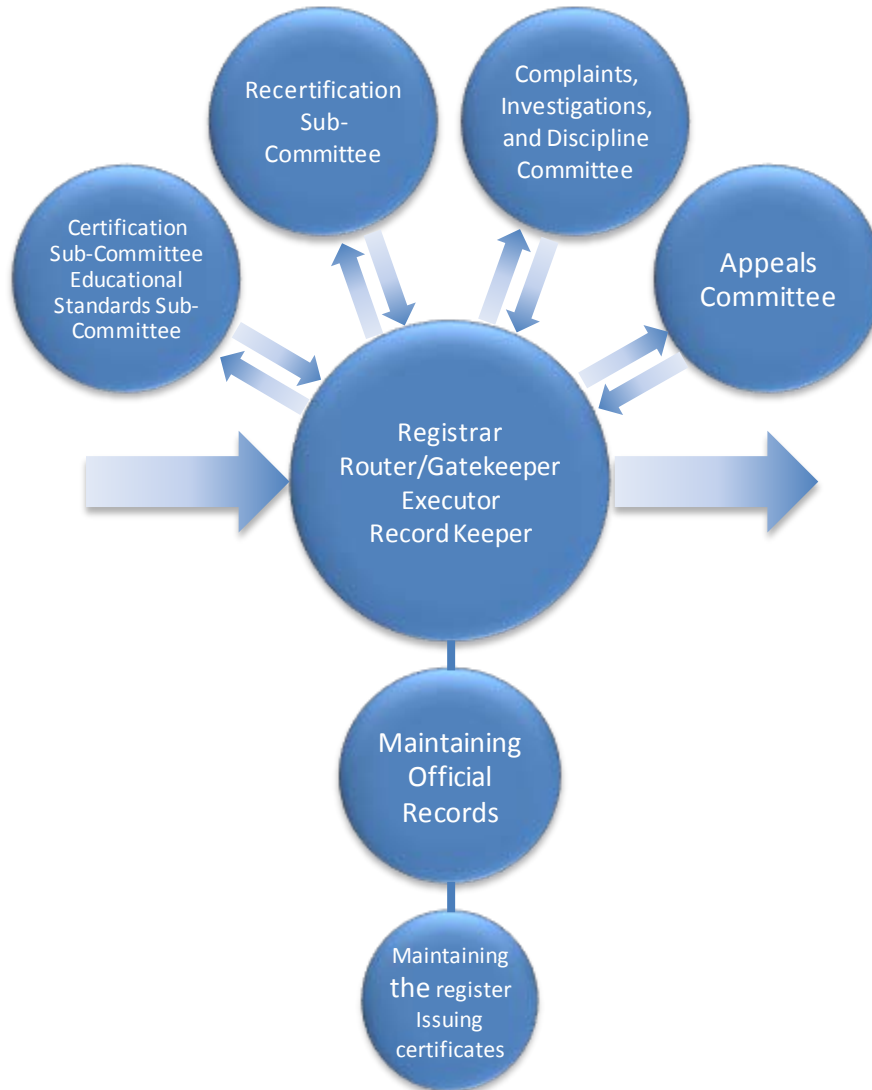 Recertification
Sub-
Committee
Complaints,
Investigations,
and Discipline
Committee
Certification
Sub-Committee
Educational
Standards Sub-
Committee
Appeals
Committee
Registrar
Router/Gatekeeper
Executor
Record Keeper
Maintaining
Official
Records
Maintaining
the register
Issuing
certificates